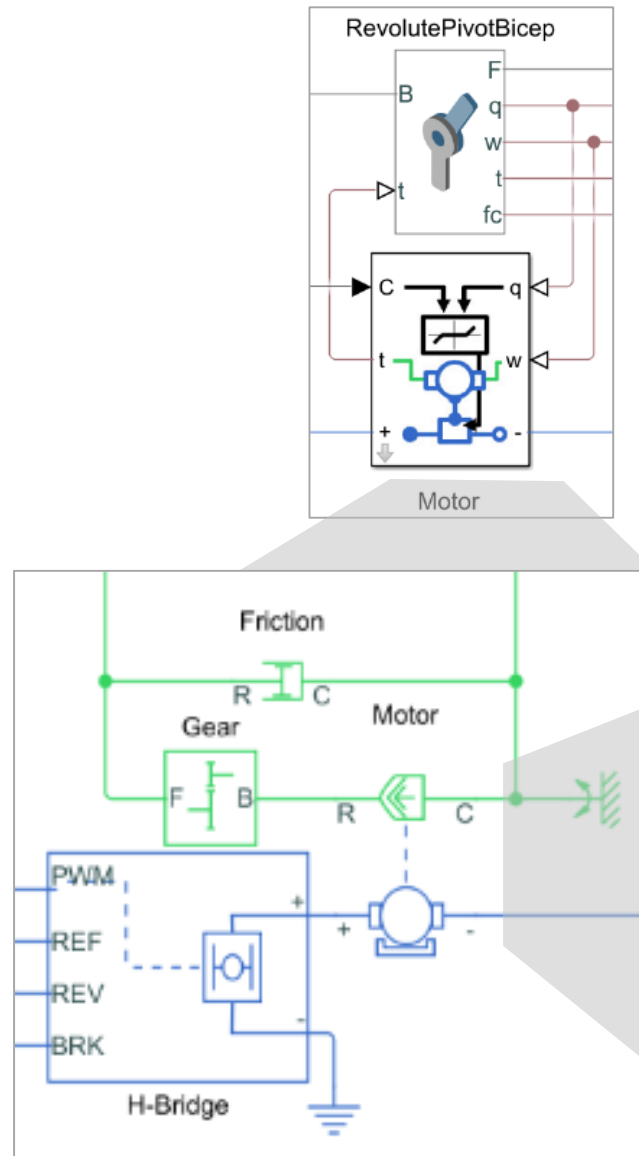 RevolutePivotBicep
F
B
q
w
t
t
fc
C
q
t
w
+
-
Motor
Friction
R C
Motor
Gear
F B
R C
PWM
+
+ -
REF
REV
-
BRK
H-Bridge